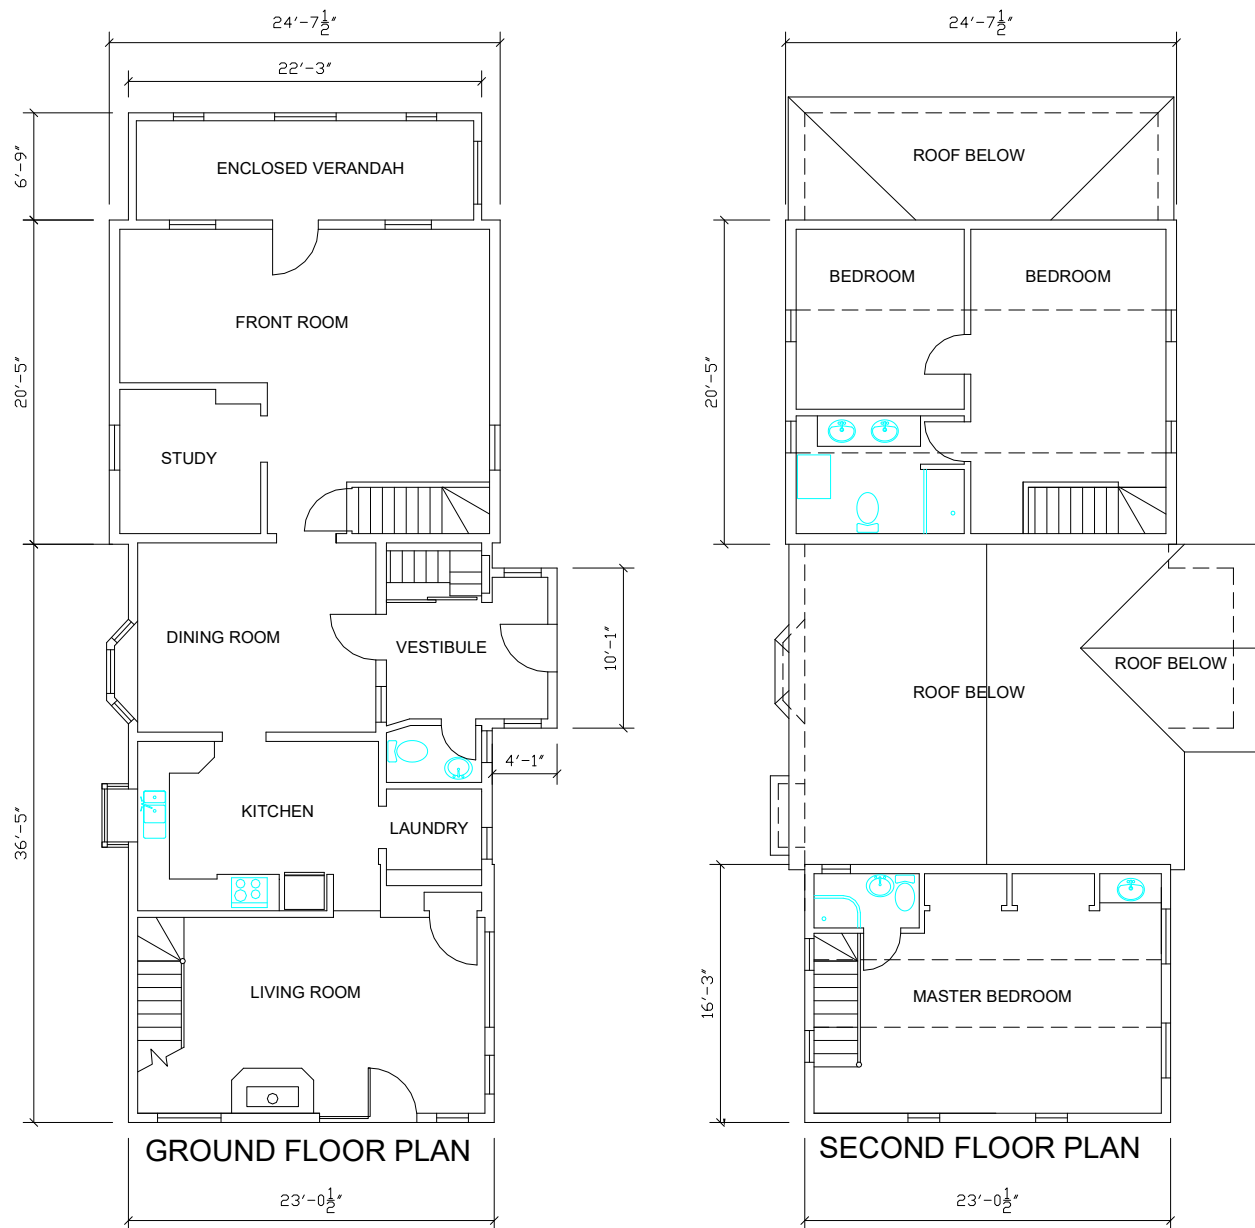 24'-7½"
22'-3"
6'-9"
ENCLOSED VERANDAH
20'-5"
FRONT ROOM
STUDY
DINING ROOM
VESTIBULE
10'-1"
4'-1"
KITCHEN
LAUNDRY
36'-5"
LIVING ROOM
GROUND FLOOR PLAN
23'-0½"
24'-7½"
ROOF BELOW
BEDROOM
BEDROOM
20'-5"
ROOF BELOW
ROOF BELOW
16'-3"
MASTER BEDROOM
SECOND FLOOR PLAN
23'-0½"